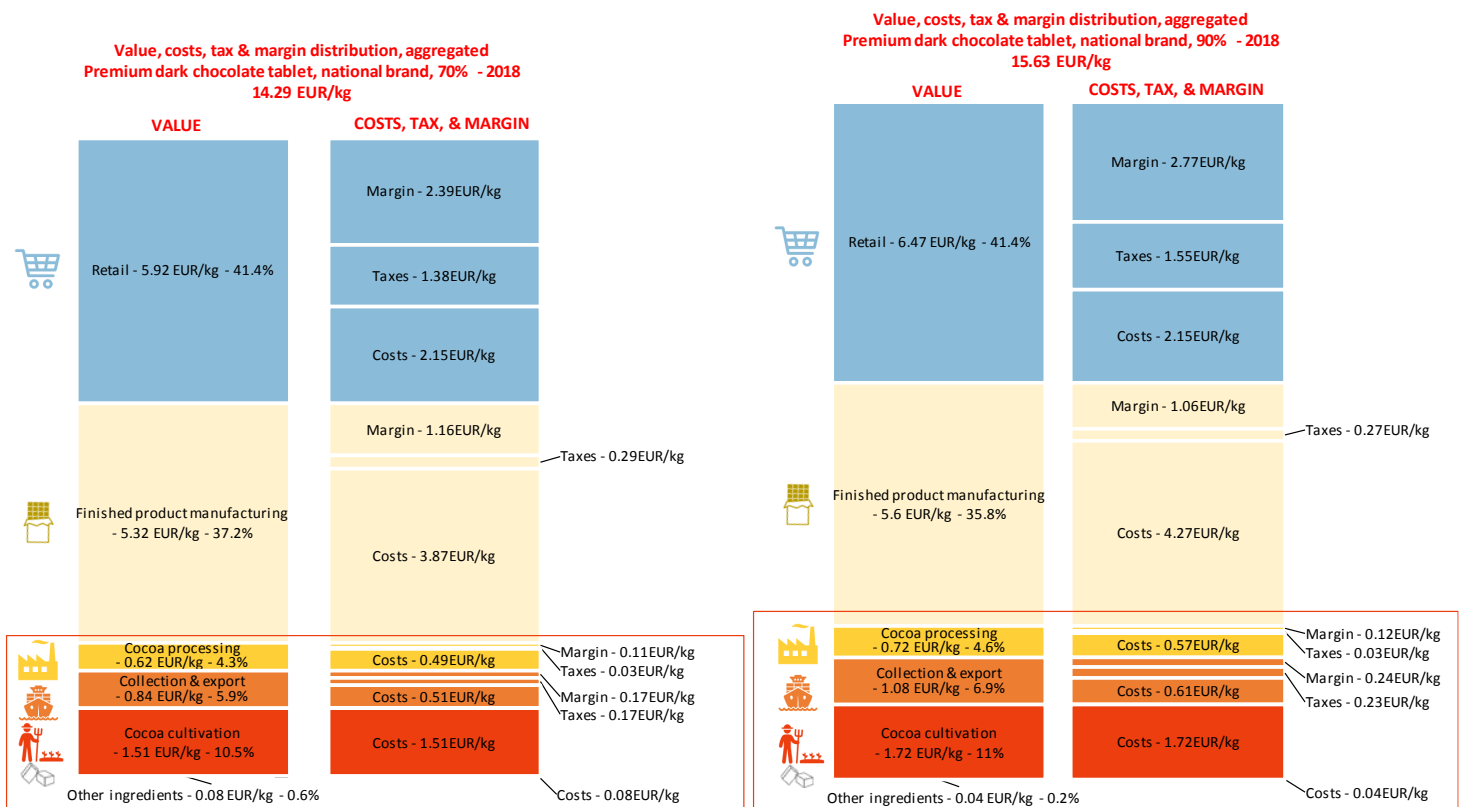 Value, costs, tax & margin distribution, aggregated
Premium dark chocolate tablet, national brand, 70% - 2018
14.29 EUR/kg
VALUE
COSTS, TAX, & MARGIN
Retail - 5.92 EUR/kg - 41.4%
Margin - 2.39EUR/kg
Taxes - 1.38EUR/kg
Costs - 2.15EUR/kg
Finished product manufacturing
- 5.32 EUR/kg - 37.2%
Margin - 1.16EUR/kg
Taxes - 0.29EUR/kg
Costs - 3.87EUR/kg
Cocoa processing
- 0.62 EUR/kg - 4.3%
Margin - 0.11EUR/kg
Costs - 0.49EUR/kg
Taxes - 0.03EUR/kg
Collection & export
- 0.84 EUR/kg - 5.9%
Margin - 0.17EUR/kg
Costs - 0.51EUR/kg
Taxes - 0.17EUR/kg
Cocoa cultivation
- 1.51 EUR/kg - 10.5%
Costs - 1.51EUR/kg
Other ingredients - 0.08 EUR/kg - 0.6%
Costs - 0.08EUR/kg
Value, costs, tax & margin distribution, aggregated
Premium dark chocolate tablet, national brand, 90% - 2018
15.63 EUR/kg
VALUE
COSTS, TAX, & MARGIN
Retail - 6.47 EUR/kg - 41.4%
Margin - 2.77EUR/kg
Taxes - 1.55EUR/kg
Costs - 2.15EUR/kg
Finished product manufacturing
- 5.6 EUR/kg - 35.8%
Margin - 1.06EUR/kg
Taxes - 0.27EUR/kg
Costs - 4.27EUR/kg
Cocoa processing
- 0.72 EUR/kg - 4.6%
Margin - 0.12EUR/kg
Costs - 0.57EUR/kg
Taxes - 0.03EUR/kg
Collection & export
- 1.08 EUR/kg - 6.9%
Margin - 0.24EUR/kg
Costs - 0.61EUR/kg
Taxes - 0.23EUR/kg
Cocoa cultivation
- 1.72 EUR/kg - 11%
Costs - 1.72EUR/kg
Other ingredients - 0.04 EUR/kg - 0.2%
Costs - 0.04EUR/kg